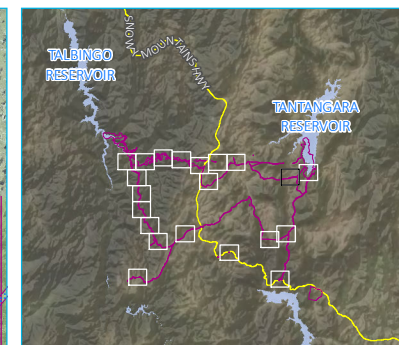 SNOWY MOUNTAINS HWY
TALBINGO
RESERVOIR
TANTANGARA
RESERVOIR